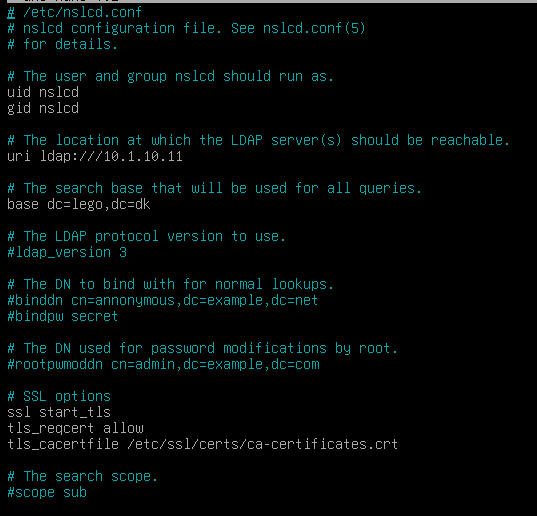 # /etc/nslcd.conf
# nslcd configuration file. See nslcd.conf(5)
# for details.
# The user and group nslcd should run as.
uid nslcd
gid nslcd
# The location at which the LDAP server(s) should be reachable.
uri ldap:///10.1.10.11
# The search base that will be used for all queries.
base dc=lego,dc=dk
# The LDAP protocol version to use.
#ldap_version 3
# The DN to bind with for normal lookups.
#binddn cn=annonymous,dc=example,dc=net
#bindpw secret
# The DN used for password modifications by root.
#rootpwmoddn cn=admin,dc=example,dc=com
# SSL options
ssl start_tls
tls_reqcert allow
tls_cacertfile /etc/ssl/certs/ca-certificates.crt
# The search scope.
#scope sub